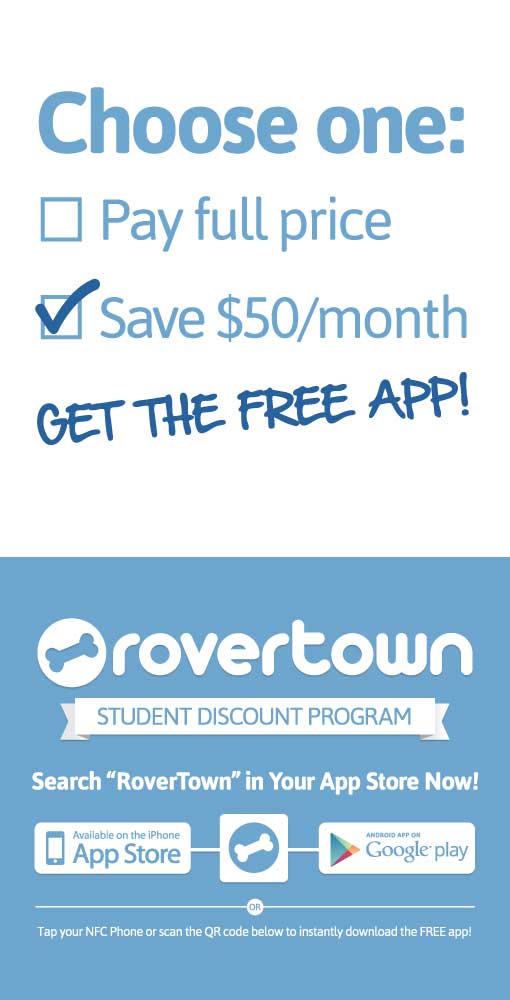 Choose one:
Pay full price
Save $50/month
GET THE FREE APP!
rovertown
STUDENT DISCOUNT PROGRAM
Search “RoverTown” in Your App Store Now!
Available on the iPhone
App Store
ANDROID APP ON
Google play
OR
Tap your NFC Phone or scan the QR code below to instantly download the FREE app!